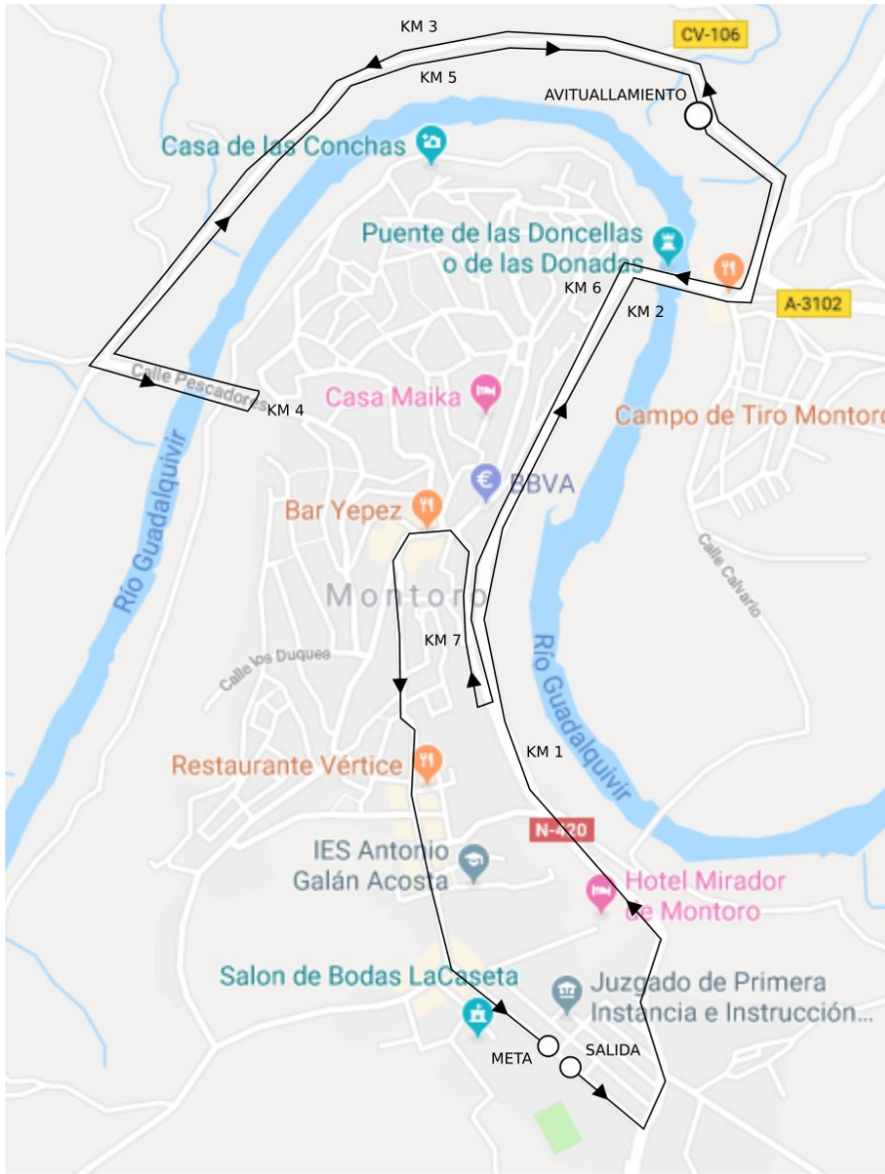 KM 3
CV-106
KM 5
AVITUALLAMIENTO
Casa de las Conchas
Puente de las Doncellas
o de las Donadas
KM 6
KM 2
A-3102
Calle Pescadores
KM 4
Casa Maika
Campo de Tiro Montoro
BBVA
Bar Yepez
Río Guadalquivir
Calle Calvario
Montoro
KM 7
Calle los Duques
Río Guadalquivir
KM 1
Restaurante Vértice
N-420
IES Antonio
Galán Acosta
Hotel Mirador
de Montoro
Salon de Bodas LaCaseta
Juzgado de Primera
Instancia e Instrucción...
META
SALIDA